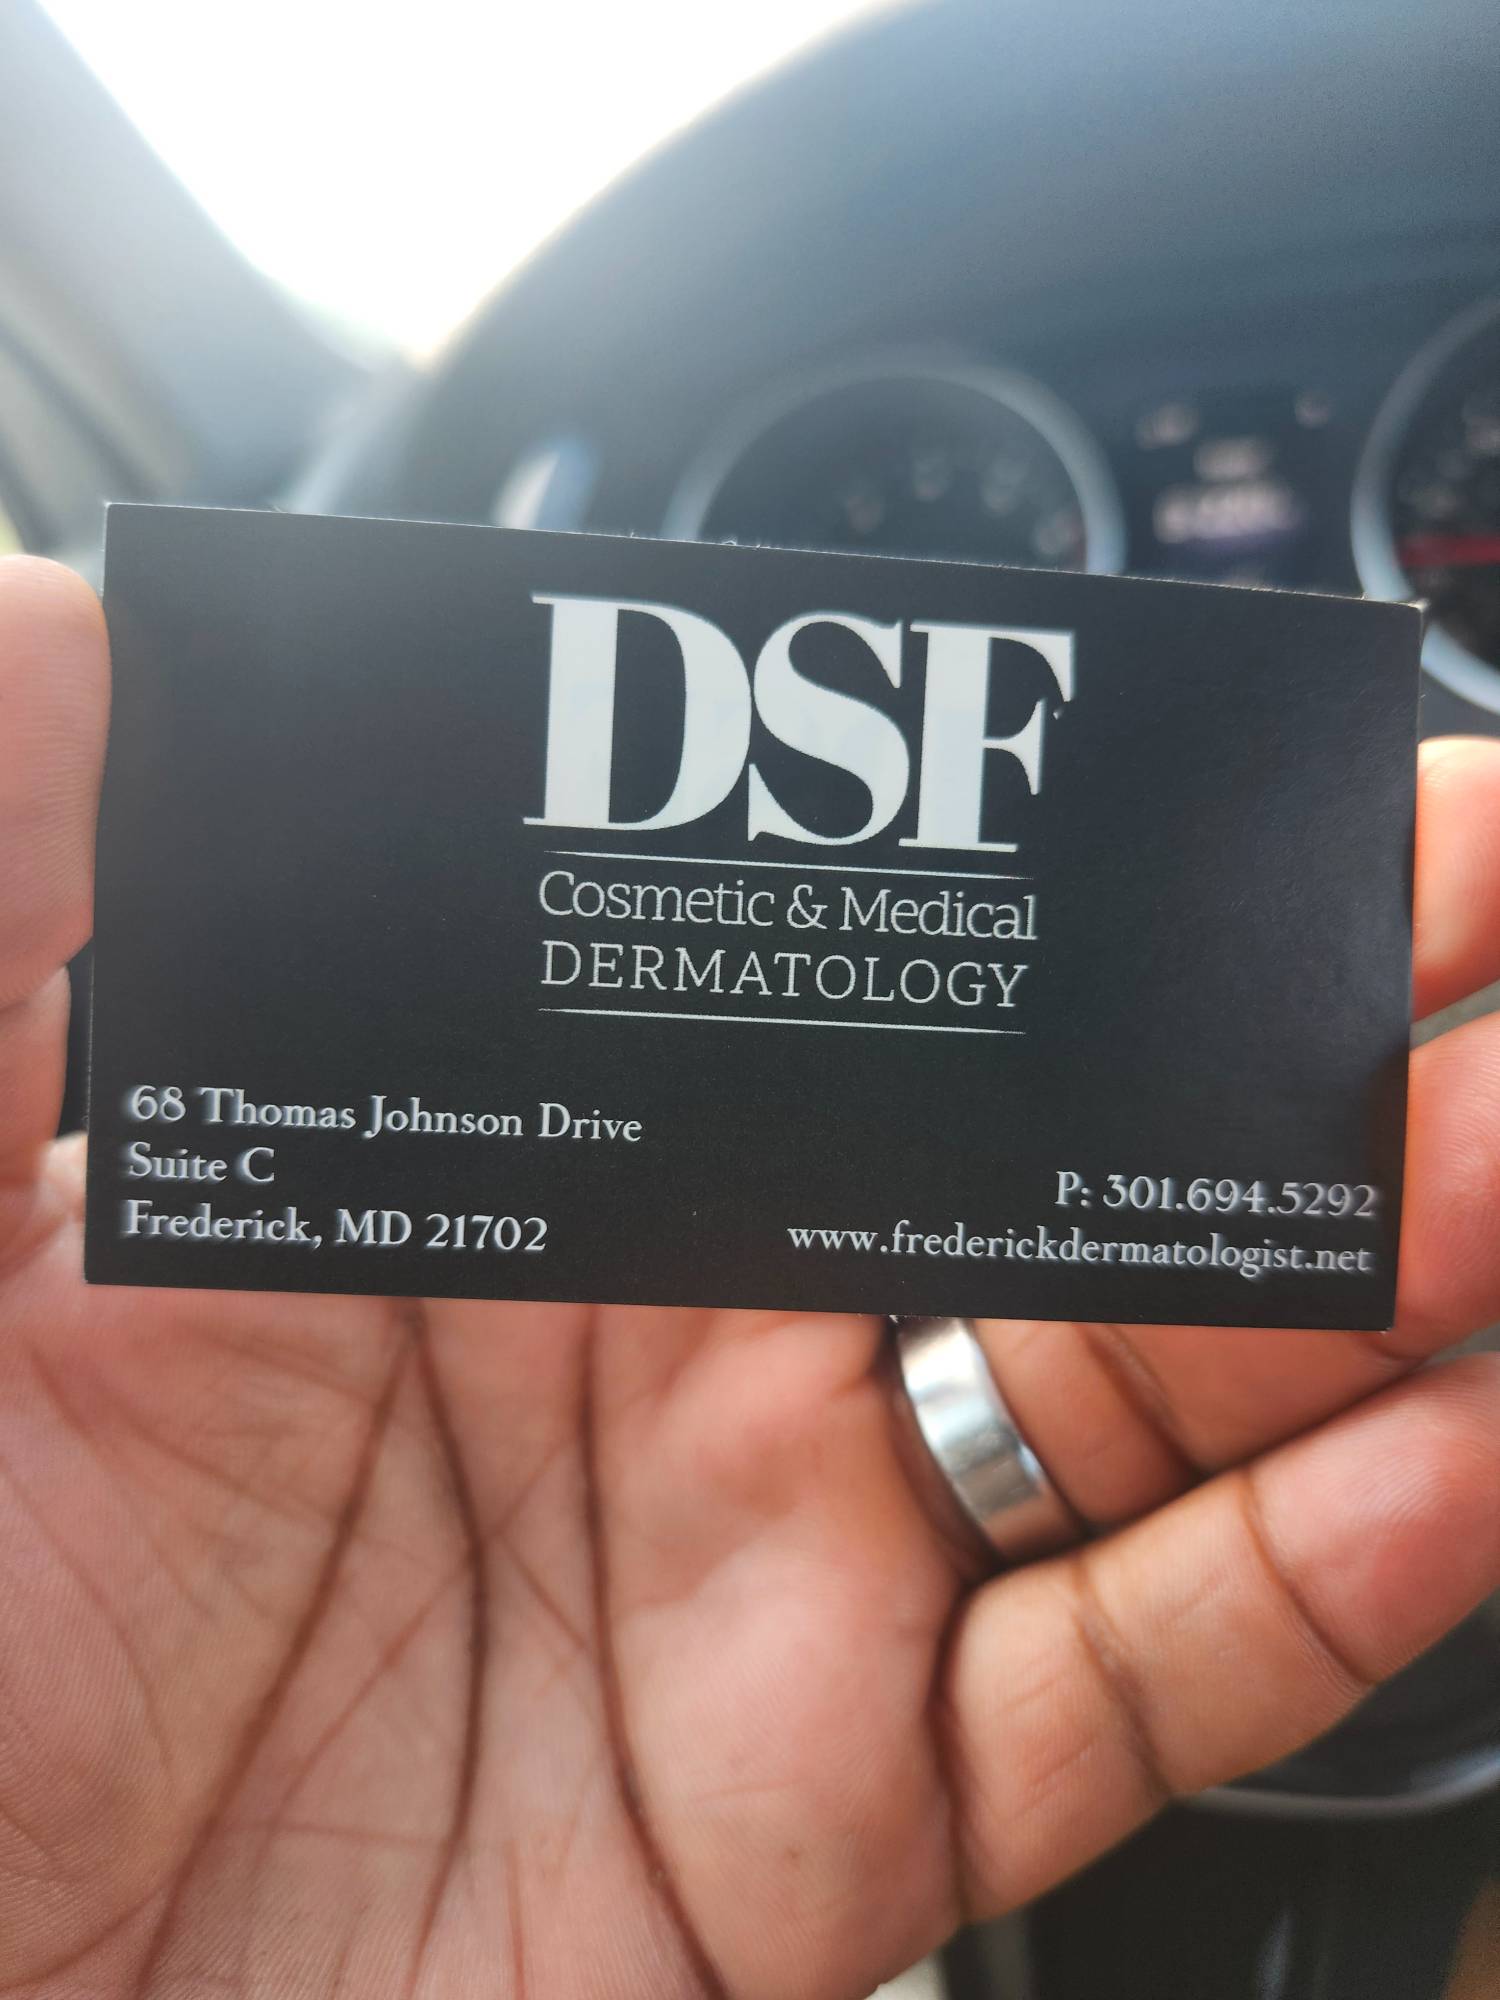 DSF
Cosmetic & Medical
DERMATOLOGY
68 Thomas Johnson Drive
Suite C
Frederick, MD 21702
P: 301.694.5292
www.frederickdermatologist.net